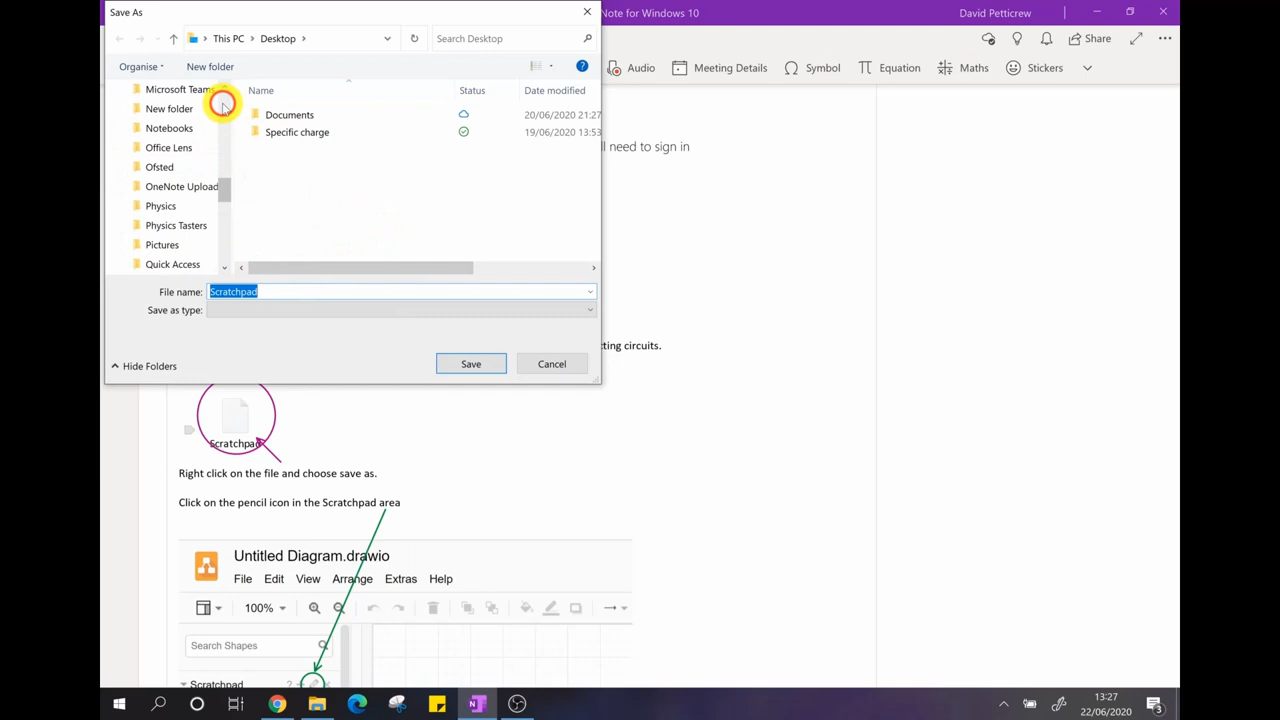 Save As
Note for Windows 10
David Petticrew
This PC > Desktop >
Search Desktop
Share
Organise
New folder
Audio
Meeting Details
Symbol
Equation
Maths
Stickers
Name
Status
Date modified
Microsoft Teams
New folder
Notebooks
Office Lens
Ofsted
OneNote Upload
Physics
Physics Tasters
Pictures
Quick Access
Documents
20/06/2020 21:27
Specific charge
19/06/2020 13:53
need to sign in
File name: Scratchpad
Save as type:
Hide Folders
Save
Cancel
circuits.
Scratchpad
Right click on the file and choose save as.
Click on the pencil icon in the Scratchpad area
Untitled Diagram.drawio
File Edit View Arrange Extras Help
100%
Search Shapes
Scratchpad
?
13:27
22/06/2020
3